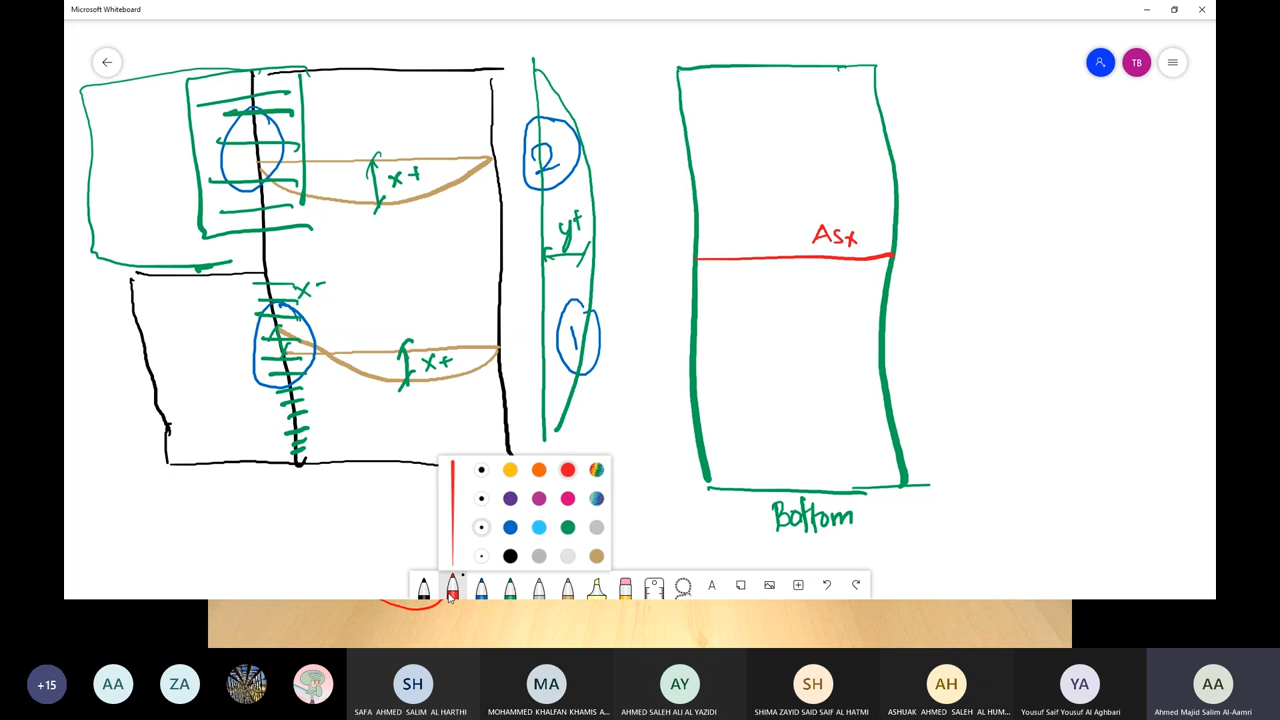 Microsoft Whiteboard
TB
x+
2
y+
x-
1
x+
Asx
Bottom
A
+15
AA
ZA
SH
MA
AY
SH
AH
YA
AA
SAFA AHMED SALIM AL HARTHI
MOHAMMED KHALFAN KHAMIS A...
AHMED SALEH ALI AL YAZIDI
SHIMA ZAYID SAID SAIF AL HATMI
ASHUAK AHMED SALEH AL HUM...
Yousuf Saif Yousuf Al Aghbari
Ahmed Majid Salim Al-Aamri